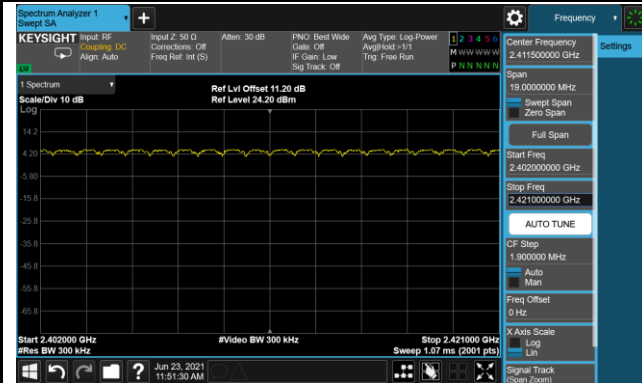 Spectrum Analyzer 1
Swept SA
+
Frequency
KEYSIGHT
Input: RF
Coupling: DC
Align: Auto
Input Z: 50 Ω
Corrections: Off
Freq Ref: Int (S)
Atten: 30 dB
PNO: Best Wide
Gate: Off
IF Gain: Low
Sig Track: Off
Avg Type: Log-Power
Avg|Hold:>1/1
Trig: Free Run
1 2 3 4 5 6
M W W W W W
P N N N N N
1 Spectrum
Scale/Div 10 dB
Log
Ref Lvl Offset 11.20 dB
Ref Level 24.20 dBm
14.2
4.20
-5.80
-15.8
-25.8
-35.8
-45.8
-55.8
-65.8
Start 2.402000 GHz
#Res BW 300 kHz
#Video BW 300 kHz
Stop 2.421000 GHz
Sweep 1.07 ms (2001 pts)
Jun 23, 2021
11:51:30 AM
?
Center Frequency
2.411500000 GHz
Span
19.0000000 MHz
Swept Span
Zero Span
Full Span
Start Freq
2.402000000 GHz
Stop Freq
2.421000000 GHz
AUTO TUNE
CF Step
1.900000 MHz
Auto
Man
Freq Offset
0 Hz
X Axis Scale
Log
Lin
Signal Track
(Span Zoom)
Settings